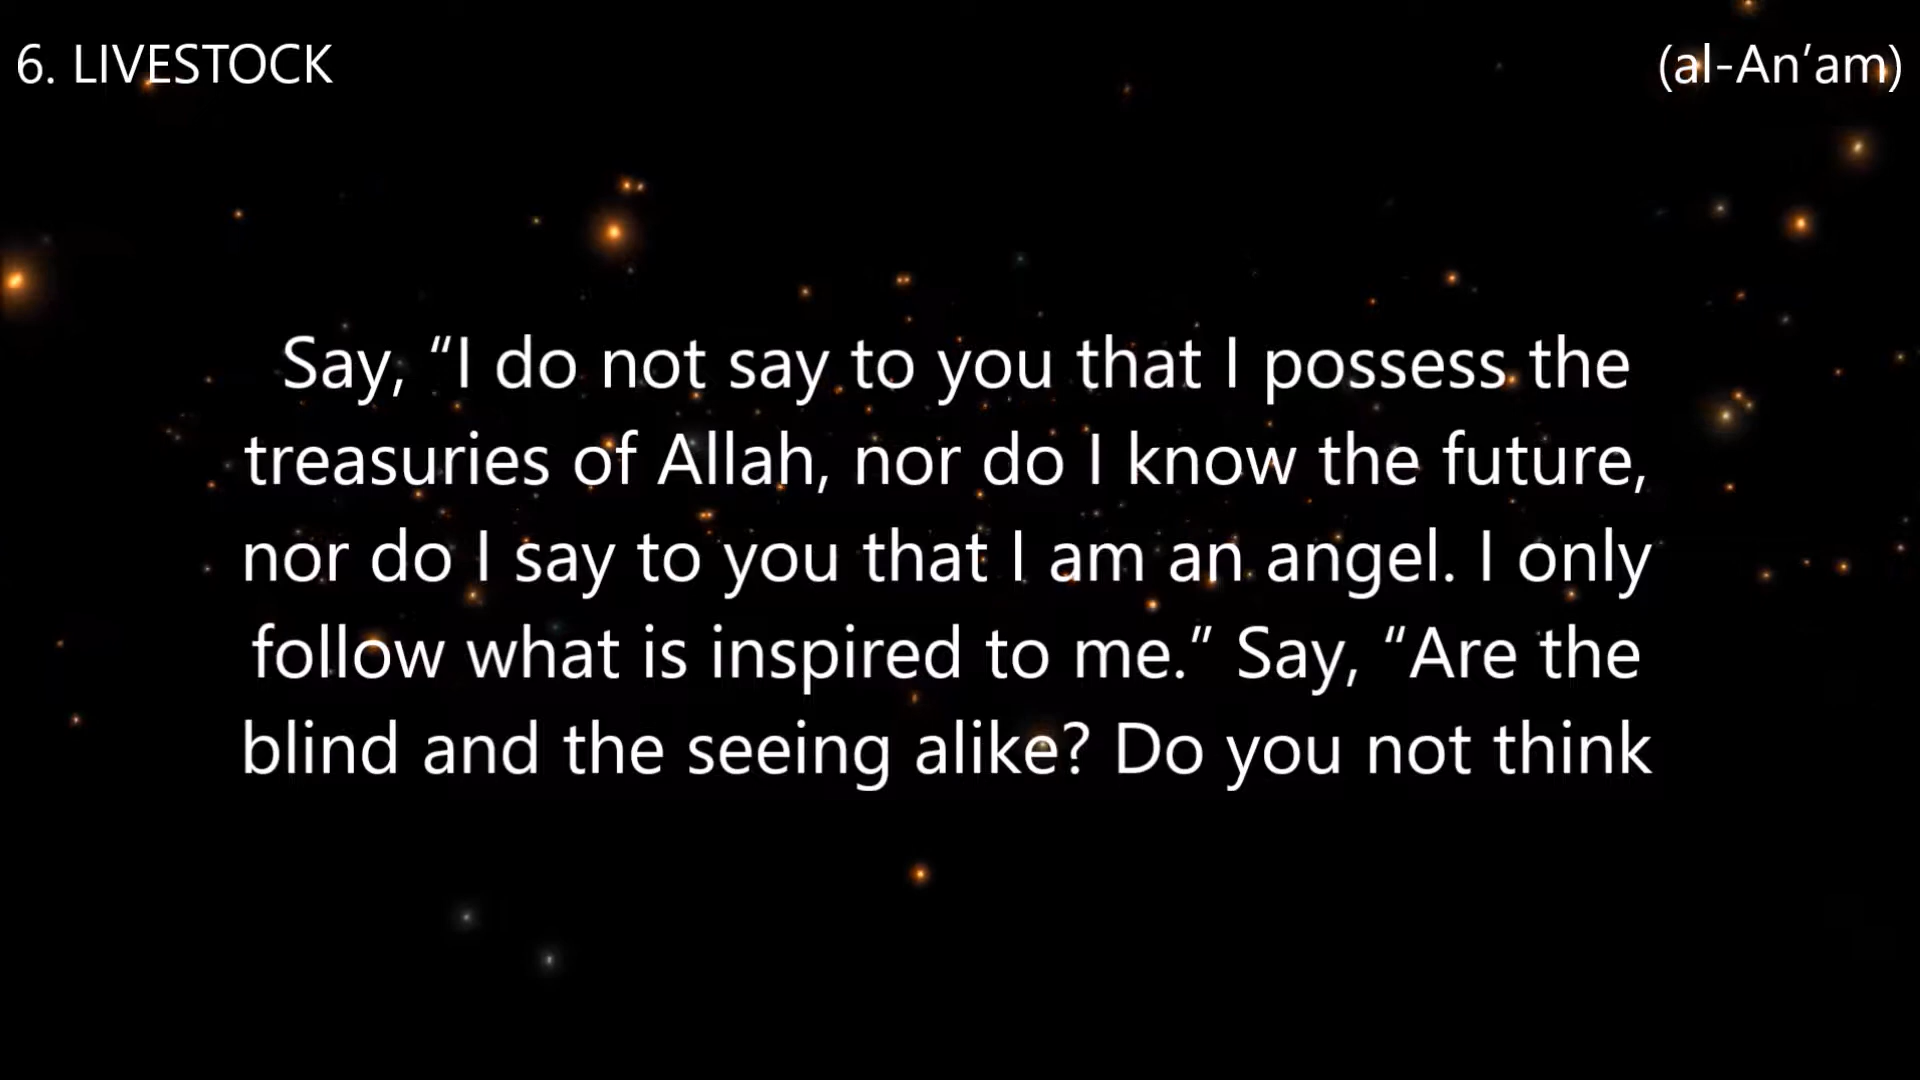 6. LIVESTOCK
(al-An’am)
Say, “I do not say to you that I possess the
treasuries of Allah, nor do I know the future,
nor do I say to you that I am an angel. I only
follow what is inspired to me.” Say, “Are the
blind and the seeing alike? Do you not think